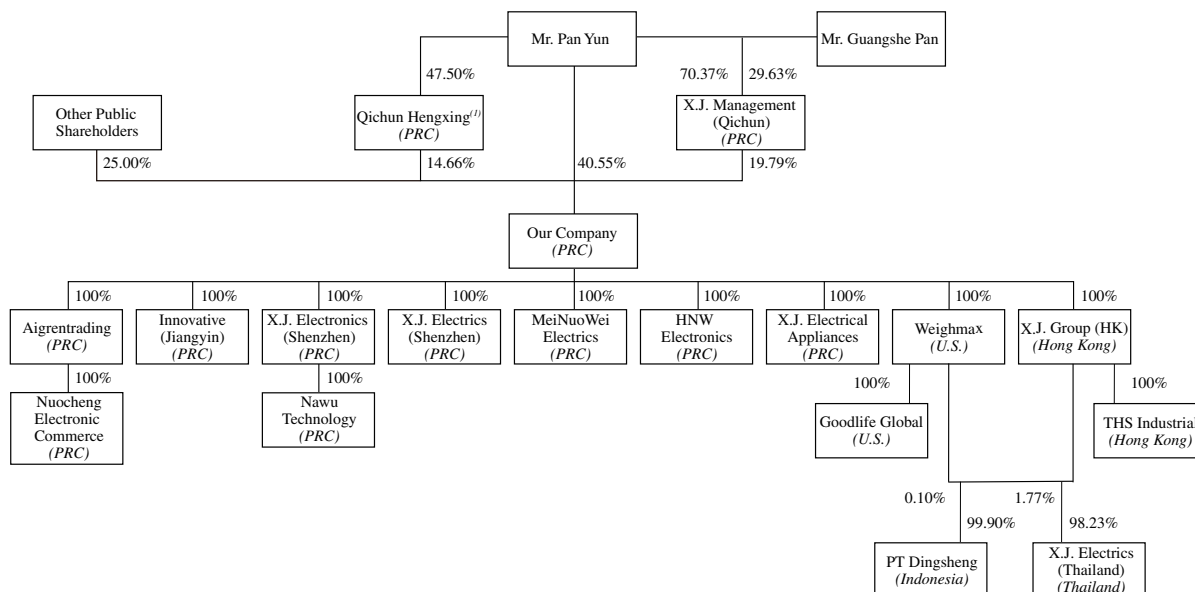 Mr. Pan Yun
Mr. Guangshe Pan
47.50%
70.37%
29.63%
Other Public
Shareholders
Qichun Hengxing(1)
(PRC)
X.J. Management
(Qichun)
(PRC)
25.00%
14.66%
40.55%
19.79%
Our Company
(PRC)
100%
100%
100%
100%
100%
100%
100%
100%
100%
Aigrentrading
(PRC)
Innovative
(Jiangyin)
(PRC)
X.J. Electronics
(Shenzhen)
(PRC)
X.J. Electrics
(Shenzhen)
(PRC)
MeiNuoWei
Electrics
(PRC)
HNW
Electronics
(PRC)
X.J. Electrical
Appliances
(PRC)
Weighmax
(U.S.)
X.J. Group (HK)
(Hong Kong)
100%
100%
100%
100%
Nuocheng
Electronic
Commerce
(PRC)
Nawu
Technology
(PRC)
Goodlife Global
(U.S.)
THS Industrial
(Hong Kong)
0.10%
1.77%
99.90%
98.23%
PT Dingsheng
(Indonesia)
X.J. Electrics
(Thailand)
(Thailand)